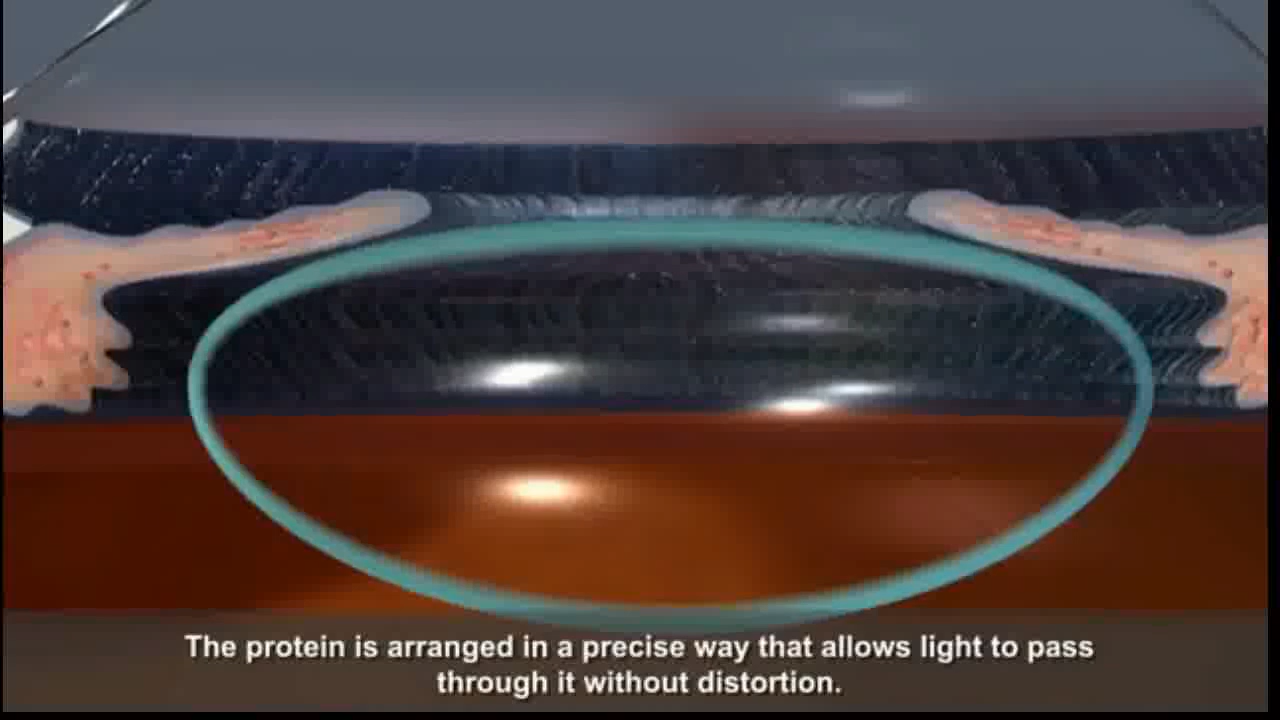 The protein is arranged in a precise way that allows light to pass
through it without distortion.